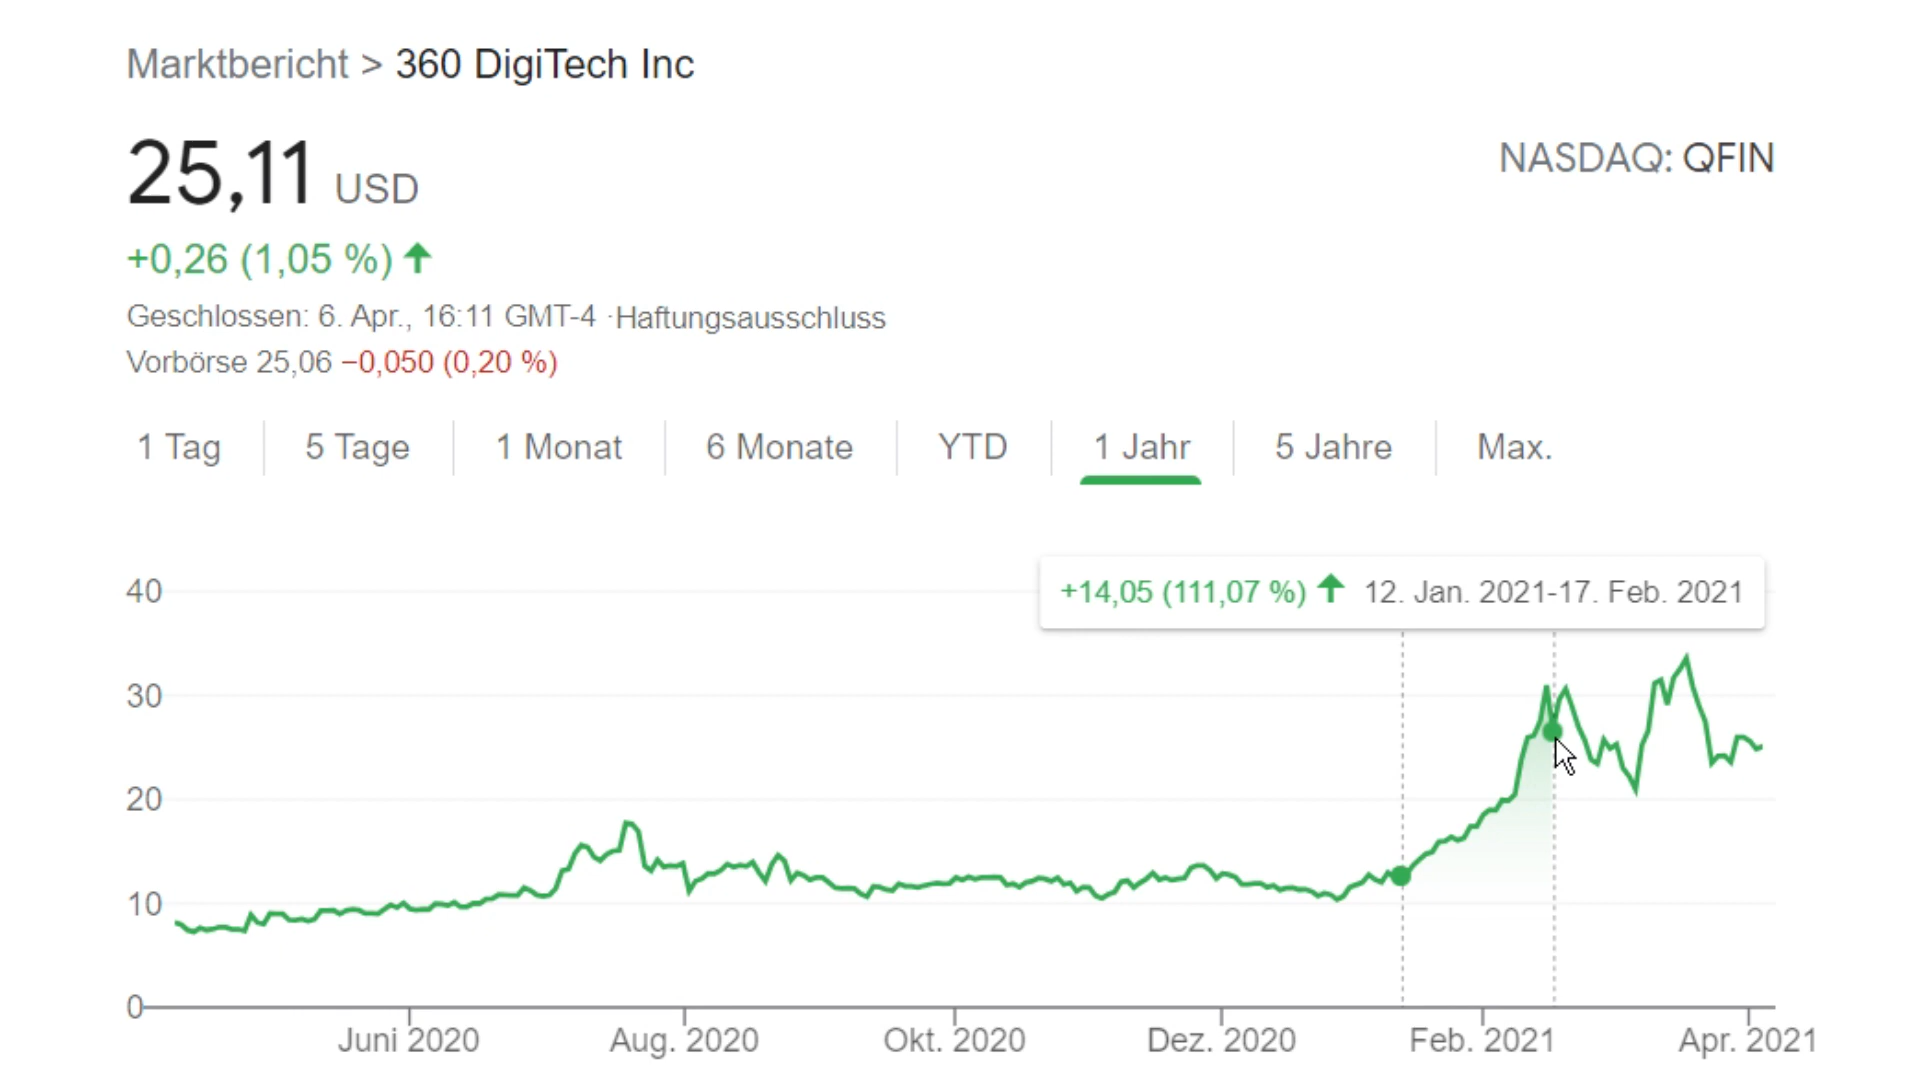 Marktbericht > 360 DigiTech Inc
25,11 USD
NASDAQ: QFIN
+0,26 (1,05 %)
Geschlossen: 6. Apr., 16:11 GMT-4 ·Haftungsausschluss
Vorbörse 25,06 −0,050 (0,20 %)
1 Tag 5 Tage 1 Monat 6 Monate YTD 1 Jahr 5 Jahre Max.
+14,05 (111,07 %) 12. Jan. 2021-17. Feb. 2021
40
30
20
10
0
Juni 2020 Aug. 2020 Okt. 2020 Dez. 2020 Feb. 2021 Apr. 2021